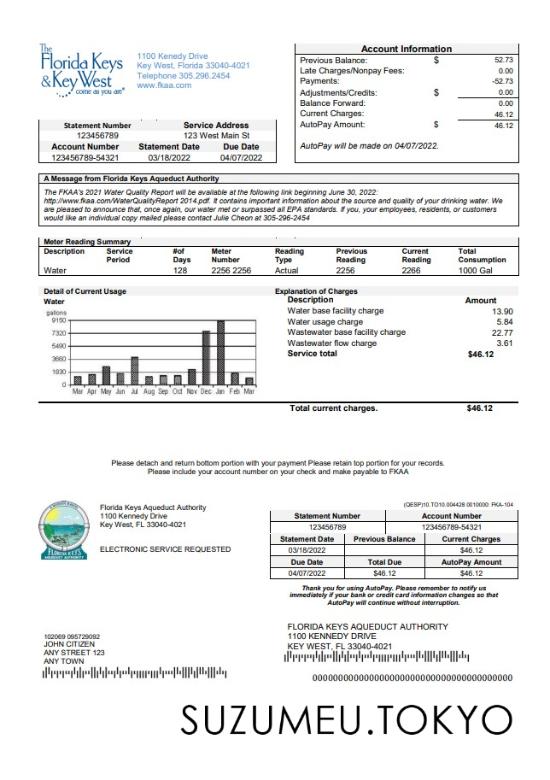 The
Florida Keys
& Key West
come as you are®
1100 Kenedy Drive
Key West, Florida 33040-4021
Telephone 305.296.2454
www.fkaa.com
Account Information
Previous Balance: $ 52.73
Late Charges/Nonpay Fees: 0.00
Payments: -52.73
Adjustments/Credits: $ 0.00
Balance Forward: 0.00
Current Charges: 46.12
AutoPay Amount: $ 46.12
AutoPay will be made on 04/07/2022.
Statement Number Service Address
123456789 123 West Main St
Account Number Statement Date Due Date
123456789-54321 03/18/2022 04/07/2022
A Message from Florida Keys Aqueduct Authority
The FKAA's 2021 Water Quality Report will be available at the following link beginning June 30, 2022:
http://www.fkaa.com/WaterQualityReport 2014.pdf. It contains important information about the source and quality of your drinking water. We
are pleased to announce that, once again, our water met or surpassed all EPA standards. If you, your employees, residents, or customers
would like an individual copy mailed please contact Julie Cheon at 305-296-2454
Meter Reading Summary
Description Service Period #of Days Meter Number Reading Type Previous Reading Current Reading Total Consumption
Water 128 2256 2256 Actual 2256 2266 1000 Gal
Detail of Current Usage
Water
gallons
9150
7320
5490
3660
1830
0
Mar Apr May Jun Jul Aug Sep Oct Nov Dec Jan Feb Mar
Explanation of Charges
Description Amount
Water base facility charge 13.90
Water usage charge 5.84
Wastewater base facility charge 22.77
Wastewater flow charge 3.61
Service total $46.12
Total current charges. $46.12
Please detach and return bottom portion with your payment Please retain top portion for your records.
Please include your account number on your check and make payable to FKAA
Florida Keys Aqueduct Authority
1100 Kennedy Drive
Key West, FL 33040-4021
ELECTRONIC SERVICE REQUESTED
(QESP)10.TO10.004428 0010000: FKA-104
Statement Number Account Number
123456789 123456789-54321
Statement Date Previous Balance Current Charges
03/18/2022 $46.12
Due Date Total Due AutoPay Amount
04/07/2022 $46.12 $46.12
Thank you for using AutoPay. Please remember to notify us
immediately if your bank or credit card information changes so that
AutoPay will continue without interruption.
102069 095729092
JOHN CITIZEN
ANY STREET 123
ANY TOWN
FLORIDA KEYS AQUEDUCT AUTHORITY
1100 KENNEDY DRIVE
KEY WEST, FL 33040-4021
SUZUMEU.TOKYO